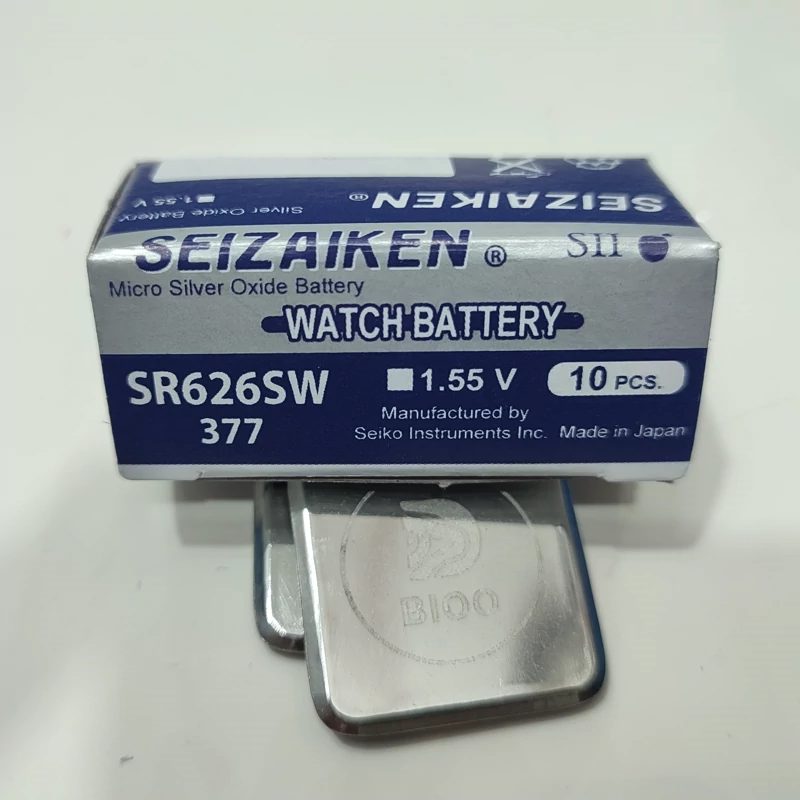 SEIZAIKEN ®
1.55 V
Silver Oxide Battery
SEIZAIKEN ® SII
Micro Silver Oxide Battery
WATCH BATTERY
SR626SW
377
1.55 V
10 PCS.
Manufactured by
Seiko Instruments Inc. Made in Japan
BIOO